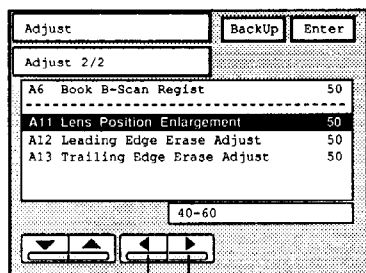 Adjust BackUp Enter
Adjust 2/2
A6 Book B-Scan Regist 50
A11 Lens Position Enlargement 50
A12 Leading Edge Erase Adjust 50
A13 Trailing Edge Erase Adjust 50
40-60